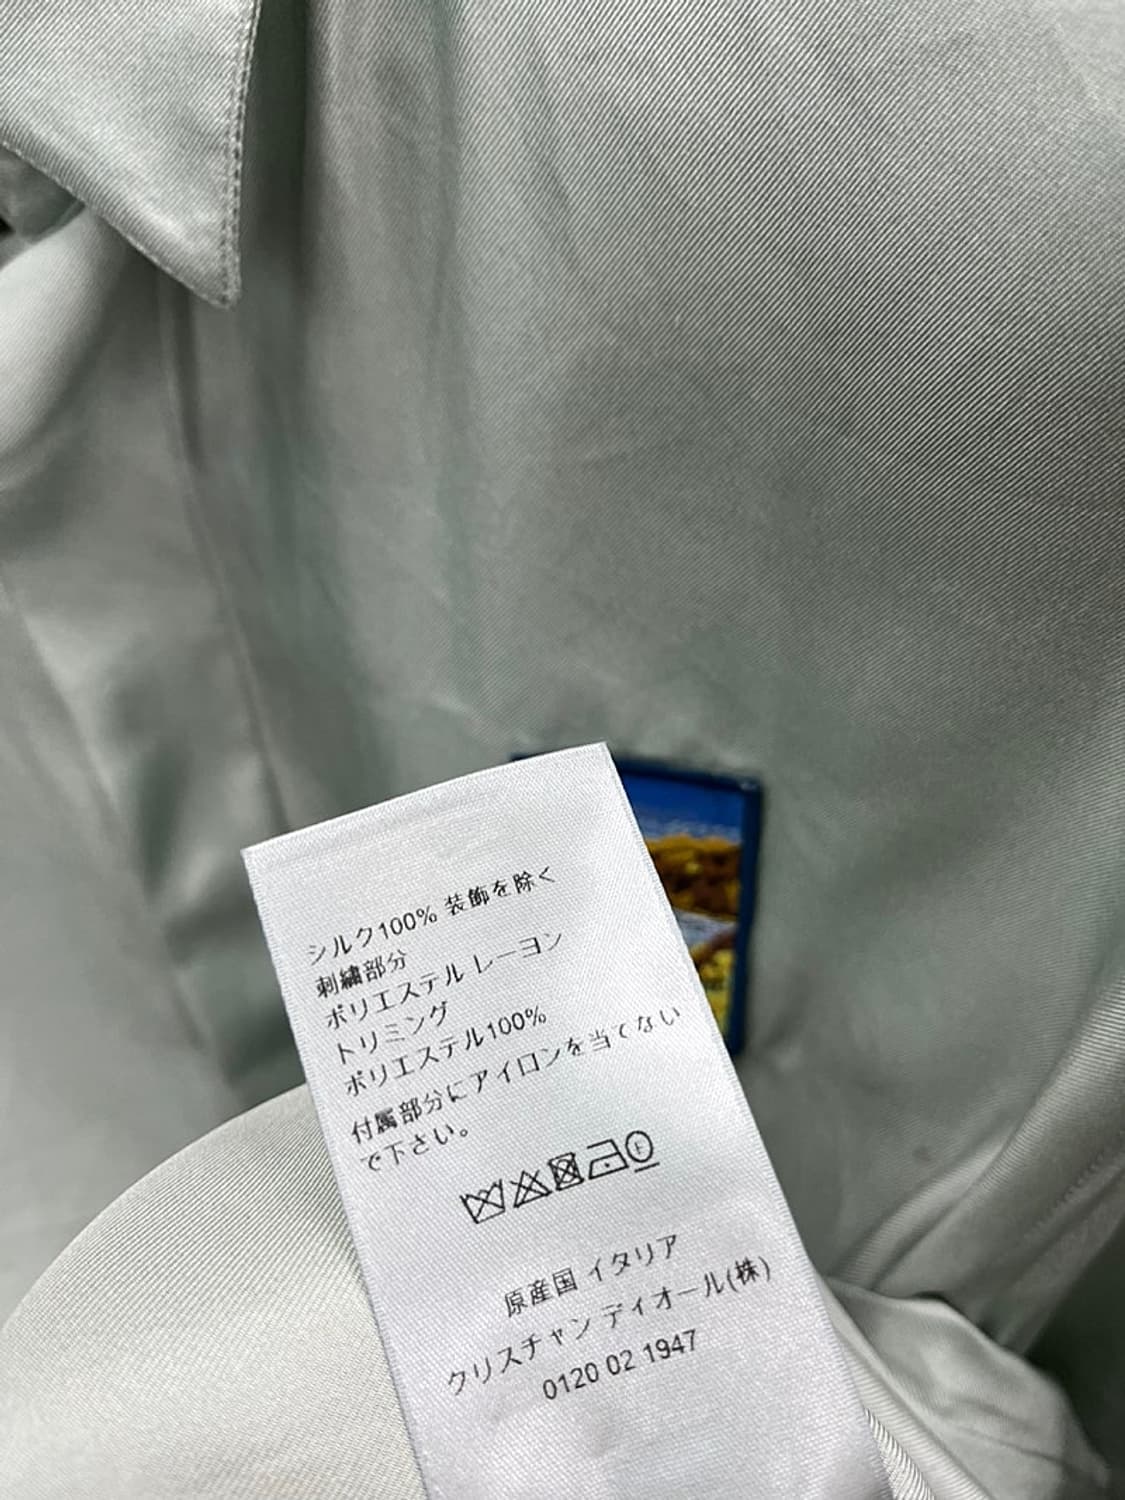 シルク100% 装飾を除く
刺繍部分
ポリエステル レーヨン
トリミング
ポリエステル100%
付属部分にアイロンを当てない
で下さい。
F
原産国 イタリア
クリスチャン ディオール(株)
0120 02 1947